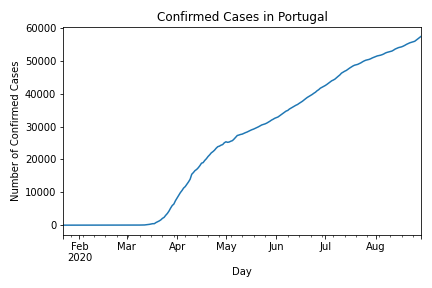 Confirmed Cases in Portugal
60000
50000
40000
30000
20000
10000
0
Number of Confirmed Cases
Feb Mar Apr May Jun Jul Aug
2020
Day